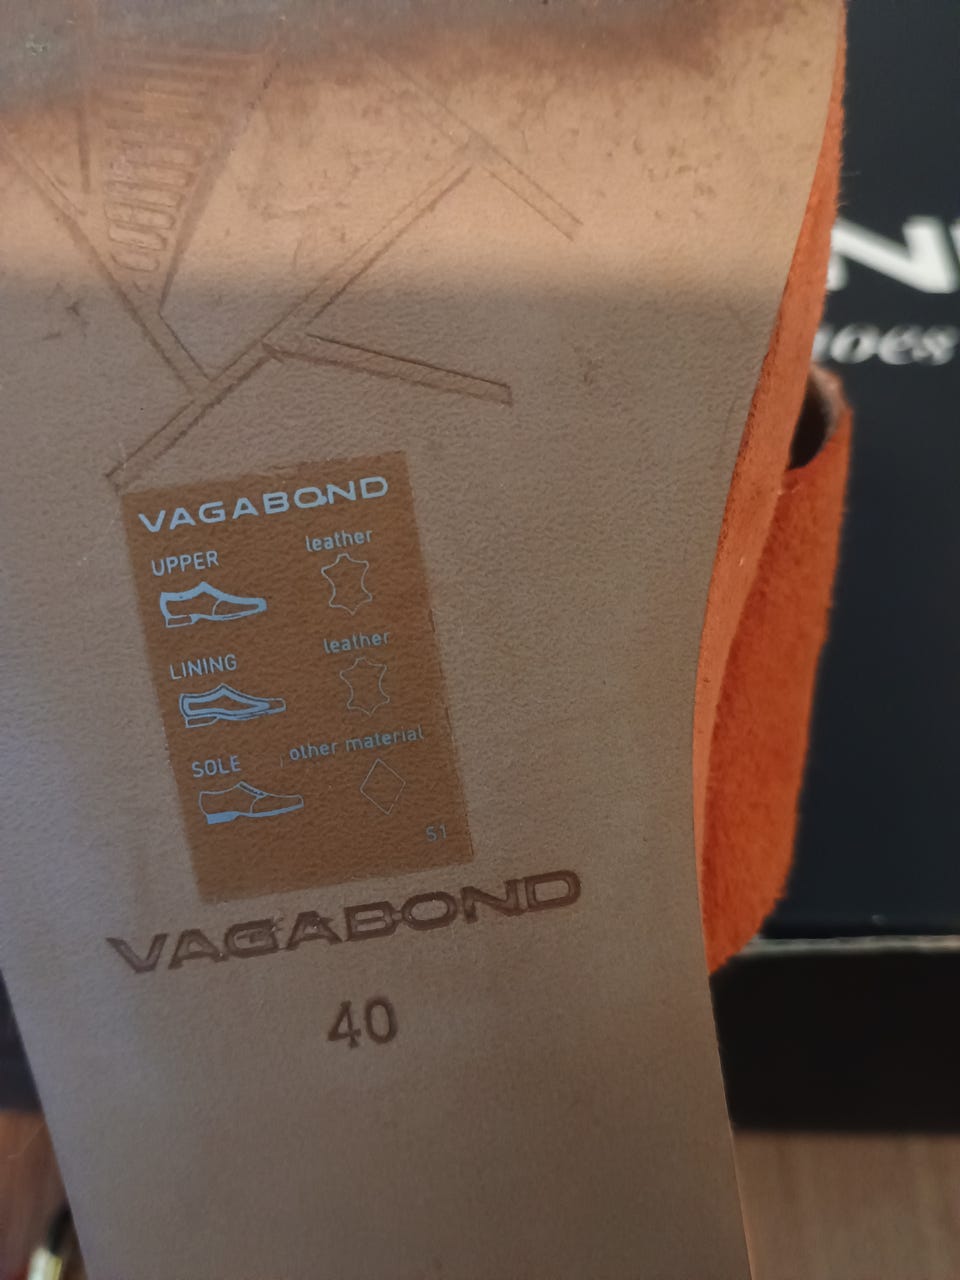 VAGABOND
UPPER
leather
LINING
leather
SOLE
other material
51
VAGABOND
40